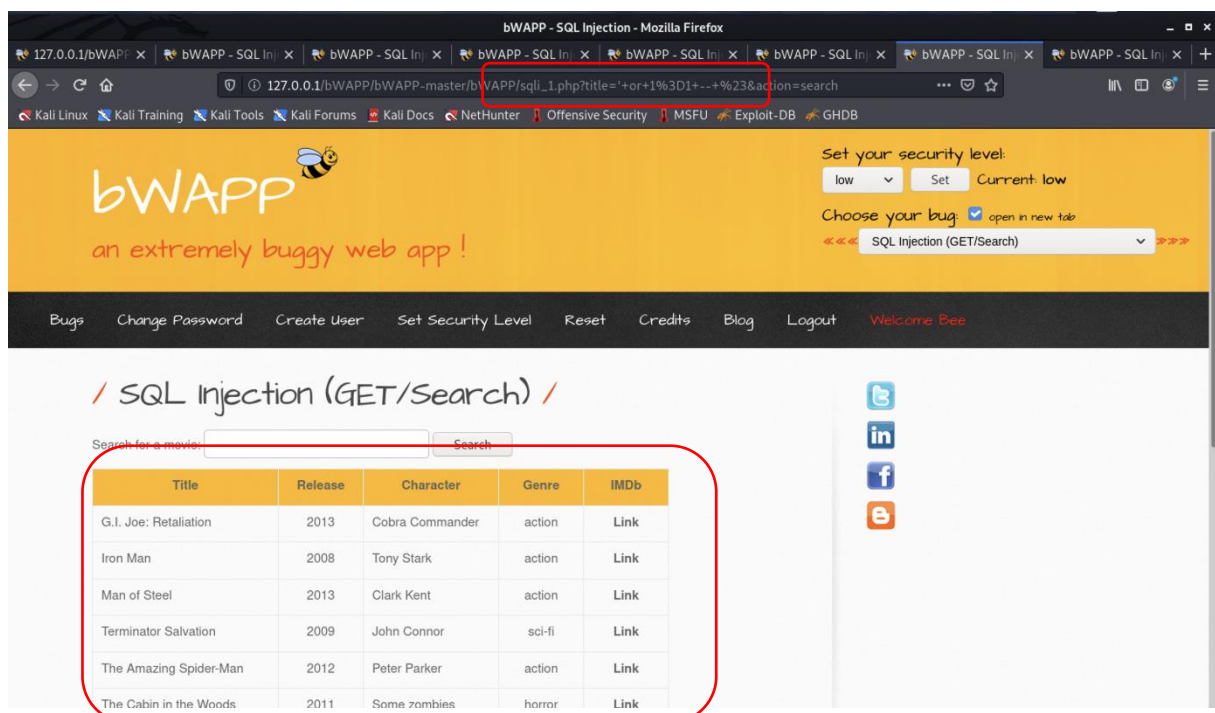 bWAPP - SQL Injection - Mozilla Firefox
127.0.0.1/bWAPP bWAPP - SQL Inj bWAPP - SQL Inj bWAPP - SQL Inj bWAPP - SQL Inj bWAPP - SQL Inj bWAPP - SQL Inj bWAPP - SQL Inj
127.0.0.1/bWAPP/bWAPP-master/bWAPP/sqli_1.php?title='+or+1%3D1+--+%23&action=search
Kali Linux Kali Training Kali Tools Kali Forums Kali Docs NetHunter Offensive Security MSFU Exploit-DB GHDB
bWAPP
an extremely buggy web app !
Set your security level:
low Set Current: low
Choose your bug: open in new tab
<<< SQL Injection (GET/Search) >>>
Bugs Change Password Create User Set Security Level Reset Credits Blog Logout Welcome Bee
/ SQL Injection (GET/Search) /
Search for a movie: Search
Title Release Character Genre IMDb
G.I. Joe: Retaliation 2013 Cobra Commander action Link
Iron Man 2008 Tony Stark action Link
Man of Steel 2013 Clark Kent action Link
Terminator Salvation 2009 John Connor sci-fi Link
The Amazing Spider-Man 2012 Peter Parker action Link
The Cabin in the Woods 2011 Some zombies horror Link